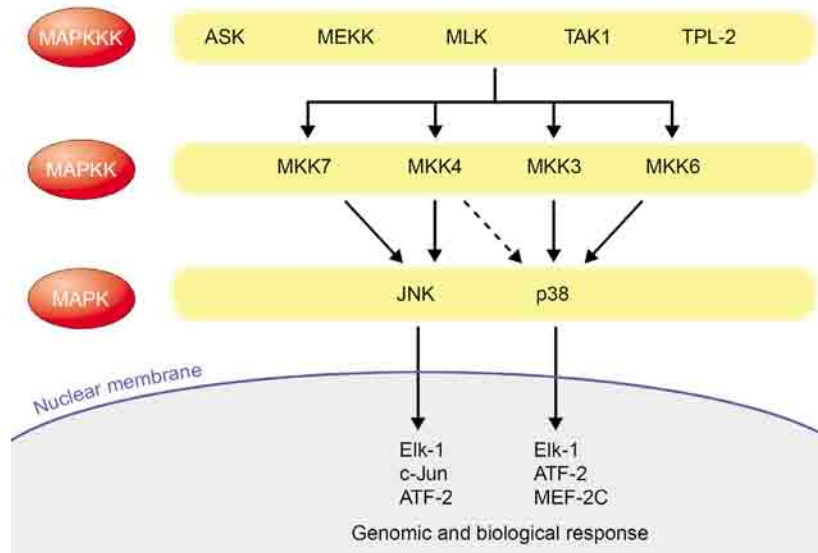 MAPKKK ASK MEKK MLK TAK1 TPL-2
MAPKK MKK7 MKK4 MKK3 MKK6
MAPK JNK p38
Nuclear membrane
Elk-1 Elk-1
c-Jun ATF-2
ATF-2 MEF-2C
Genomic and biological response